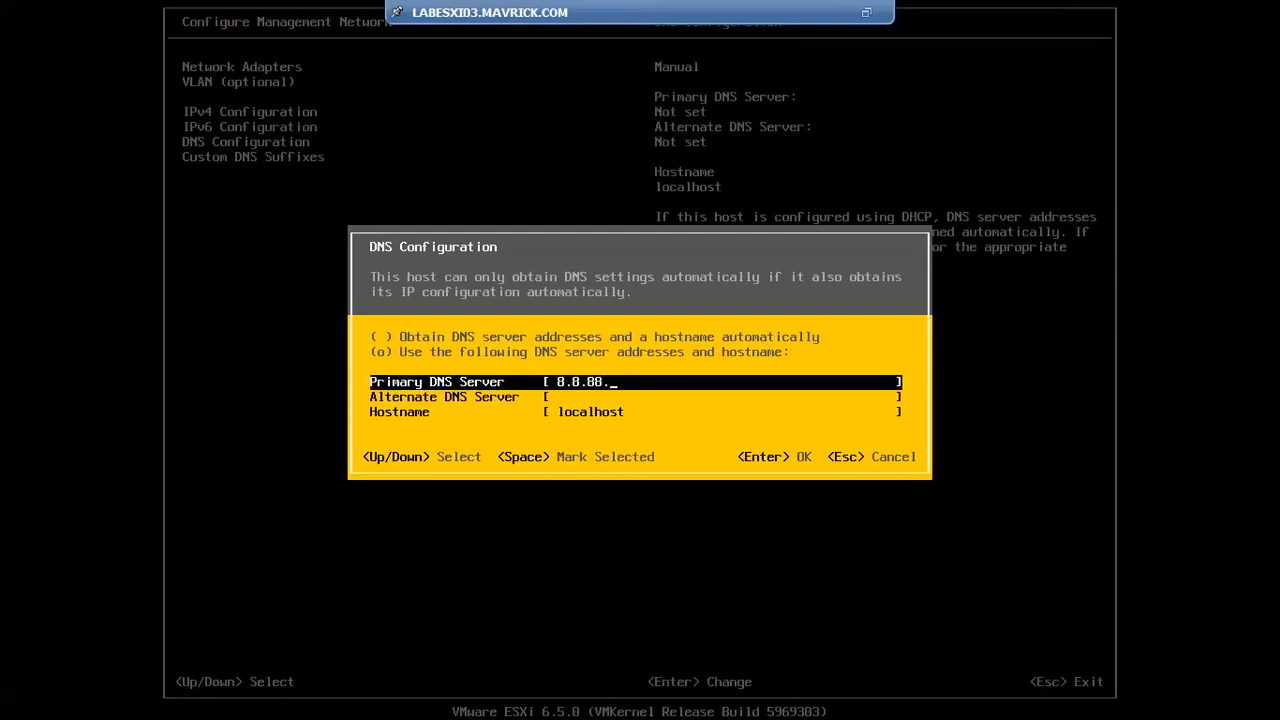 LABESXI03.MAVRICK.COM
Configure Management Network
Network Adapters
VLAN (optional)
IPv4 Configuration
IPv6 Configuration
DNS Configuration
Custom DNS Suffixes
Manual
Primary DNS Server:
Not set
Alternate DNS Server:
Not set
Hostname
localhost
If this host is configured using DHCP, DNS server addresses
ned automatically. If
or the appropriate
DNS Configuration
This host can only obtain DNS settings automatically if it also obtains
its IP configuration automatically.
( ) Obtain DNS server addresses and a hostname automatically
(o) Use the following DNS server addresses and hostname:
Primary DNS Server [ 8.8.88._ ]
Alternate DNS Server [ ]
Hostname [ localhost ]
<Up/Down> Select <Space> Mark Selected <Enter> OK <Esc> Cancel
<Up/Down> Select <Enter> Change <Esc> Exit
VMware ESXi 6.5.0 (VMKernel Release Build 5969303)